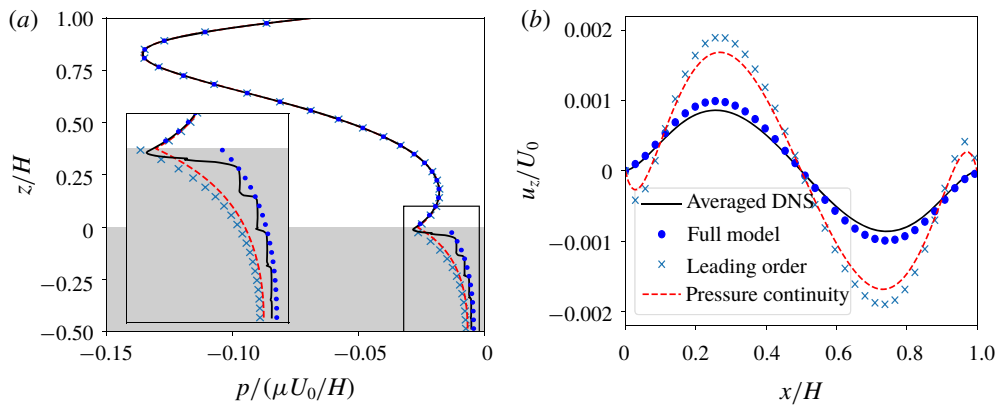 (a)
1.00
0.75
0.50
0.25
0
−0.25
−0.50
z/H
−0.15
−0.10
−0.05
0
p/(μU0/H)
(b)
0.002
0.001
0
−0.001
−0.002
uz/U0
Averaged DNS
Full model
Leading order
Pressure continuity
0
0.2
0.4
0.6
0.8
1.0
x/H